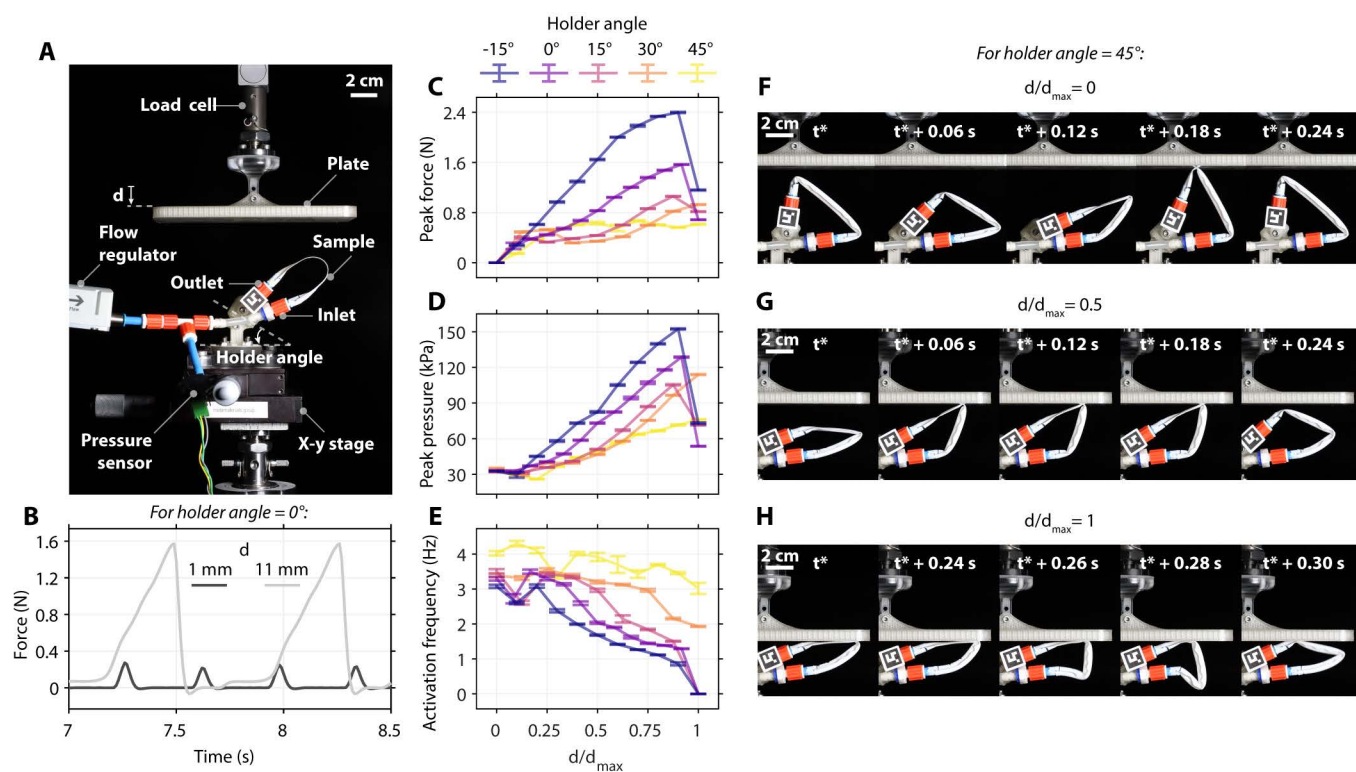 A
2 cm
Load cell
Plate
d
Flow
regulator
Sample
Outlet
Inlet
Holder angle
Pressure
sensor
X-y stage
B
For holder angle = 0°:
d
1 mm
11 mm
Force (N)
1.6
1.2
0.8
0.4
0
7
7.5
8
8.5
Time (s)
Holder angle
-15° 0° 15° 30° 45°
C
Peak force (N)
2.4
1.6
0.8
0
D
Peak pressure (kPa)
150
120
90
60
30
E
Activation frequency (Hz)
4
3
2
1
0
0 0.25 0.5 0.75 1
d/dmax
For holder angle = 45°:
F
d/dmax= 0
2 cm
t* t* + 0.06 s t* + 0.12 s t* + 0.18 s t* + 0.24 s
G
d/dmax= 0.5
2 cm
t* t* + 0.06 s t* + 0.12 s t* + 0.18 s t* + 0.24 s
H
d/dmax= 1
2 cm
t* t* + 0.24 s t* + 0.26 s t* + 0.28 s t* + 0.30 s